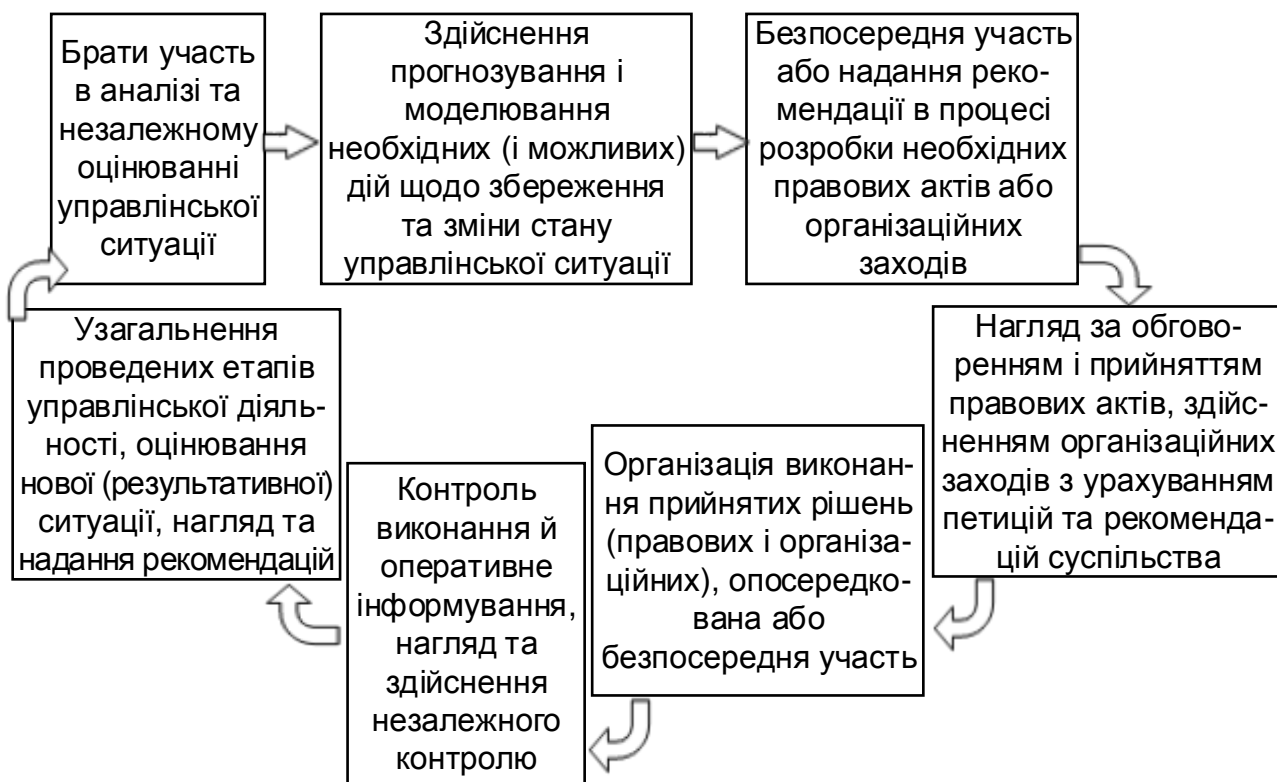 Брати участь
в аналізі та
незалежному
оцінюванні
управлінської
ситуації
Здійснення
прогнозування і
моделювання
необхідних (і можливих)
дій щодо збереження
та зміни стану
управлінської ситуації
Безпосередня участь
або надання реко-
мендації в процесі
розробки необхідних
правових актів або
організаційних
заходів
Нагляд за обгово-
ренням і прийняттям
правових актів, здійс-
ненням організаційних
заходів з урахуванням
петицій та рекоменда-
цій суспільства
Організація виконан-
ня прийнятих рішень
(правових і організа-
ційних), опосередко-
вана або
безпосередня участь
Контроль
виконання й
оперативне
інформування,
нагляд та
здійснення
незалежного
контролю
Узагальнення
проведених етапів
управлінської діяль-
ності, оцінювання
нової (результативної)
ситуації, нагляд та
надання рекомендацій